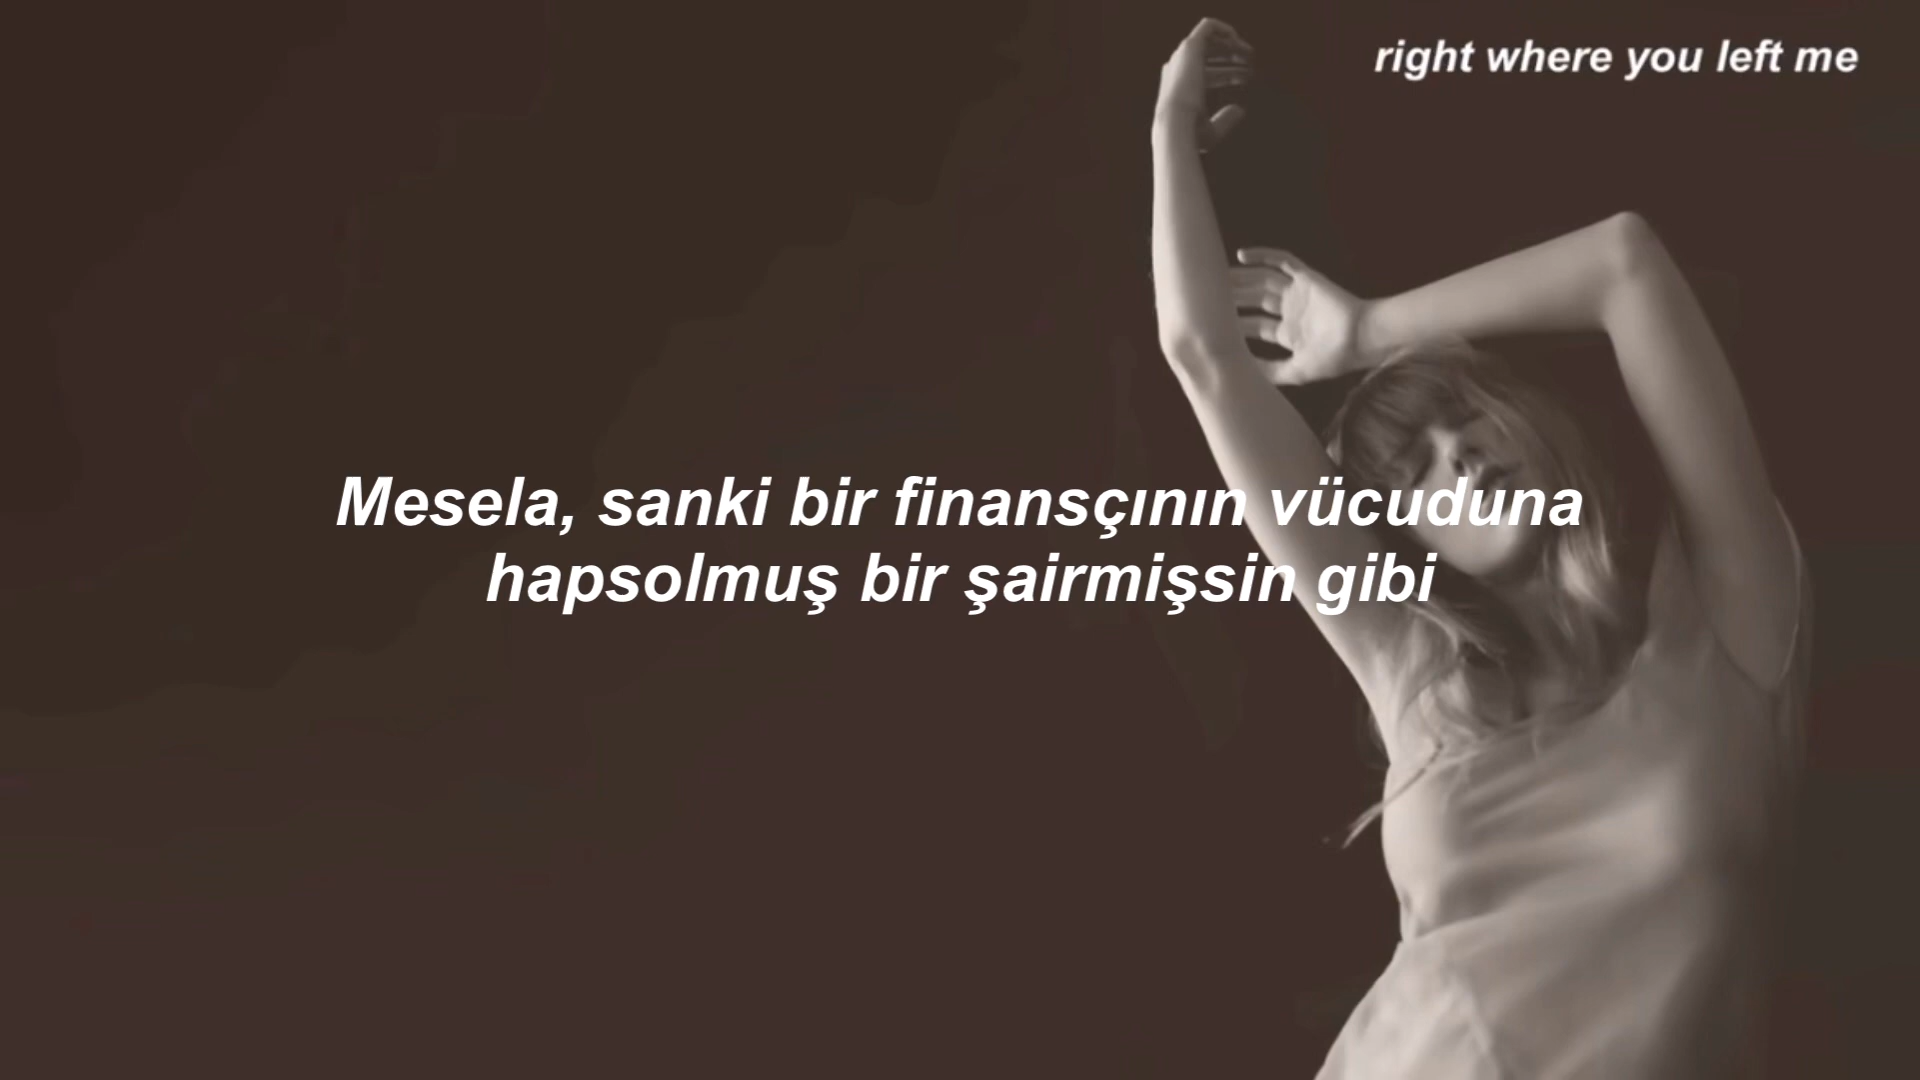 right where you left me
Mesela, sanki bir finansçının vücuduna
hapsolmuş bir şairmişsin gibi